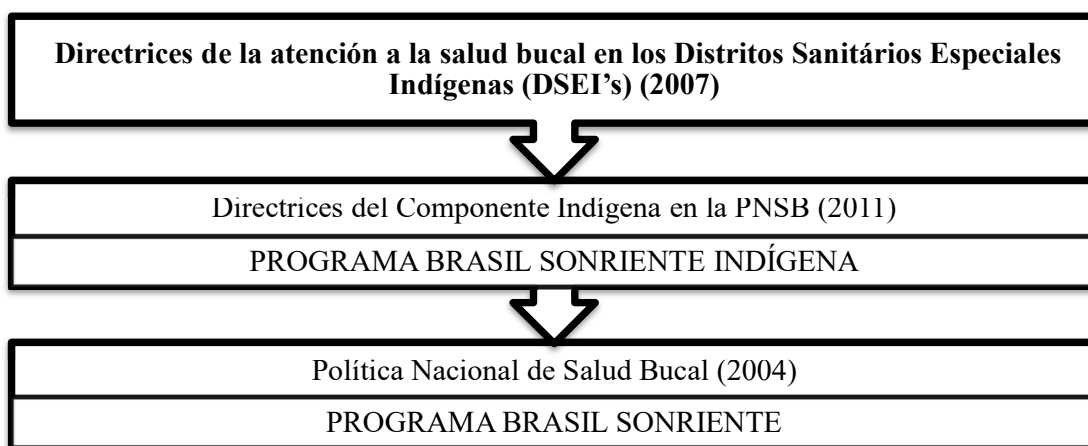 Directrices de la atención a la salud bucal en los Distritos Sanitários Especiales
Indígenas (DSEI’s) (2007)
Directrices del Componente Indígena en la PNSB (2011)
PROGRAMA BRASIL SONRIENTE INDÍGENA
Política Nacional de Salud Bucal (2004)
PROGRAMA BRASIL SONRIENTE